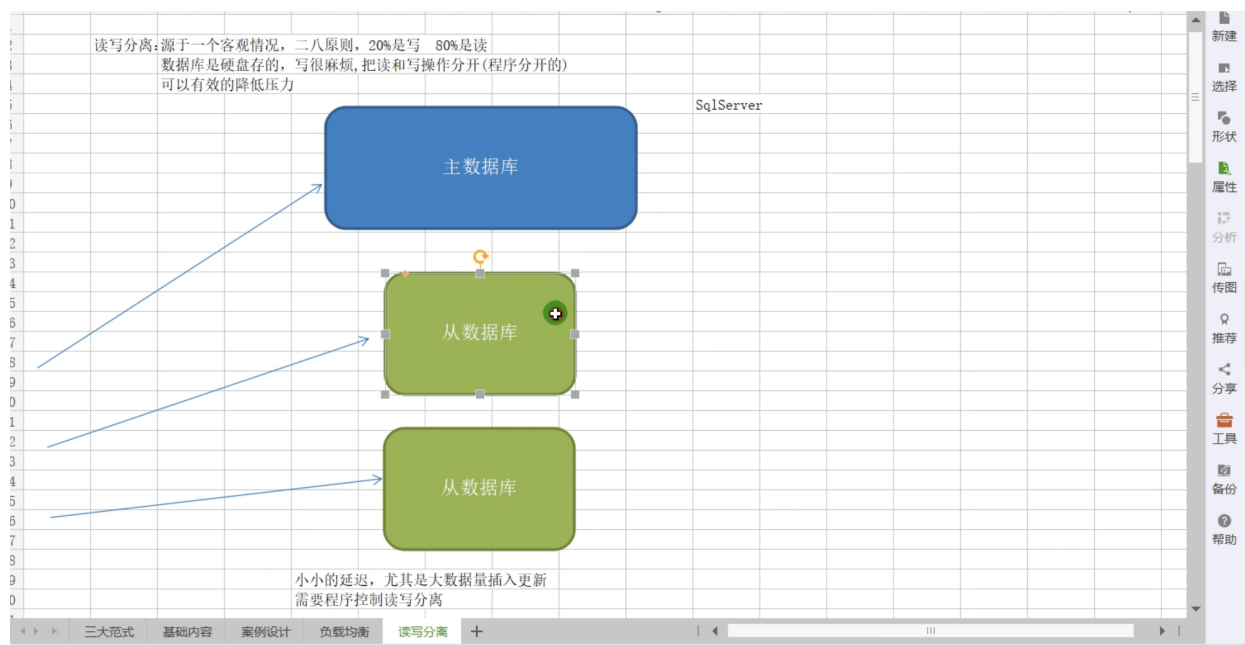 读写分离:源于一个客观情况，二八原则，20%是写  80%是读
数据库是硬盘存的，写很麻烦,把读和写操作分开(程序分开的)
可以有效的降低压力
SqlServer
主数据库
从数据库
从数据库
小小的延迟，尤其是大数据量插入更新
需要程序控制读写分离
三大范式 基础内容 案例设计 负载均衡 读写分离
新建
选择
形状
属性
分析
传图
推荐
分享
工具
备份
帮助